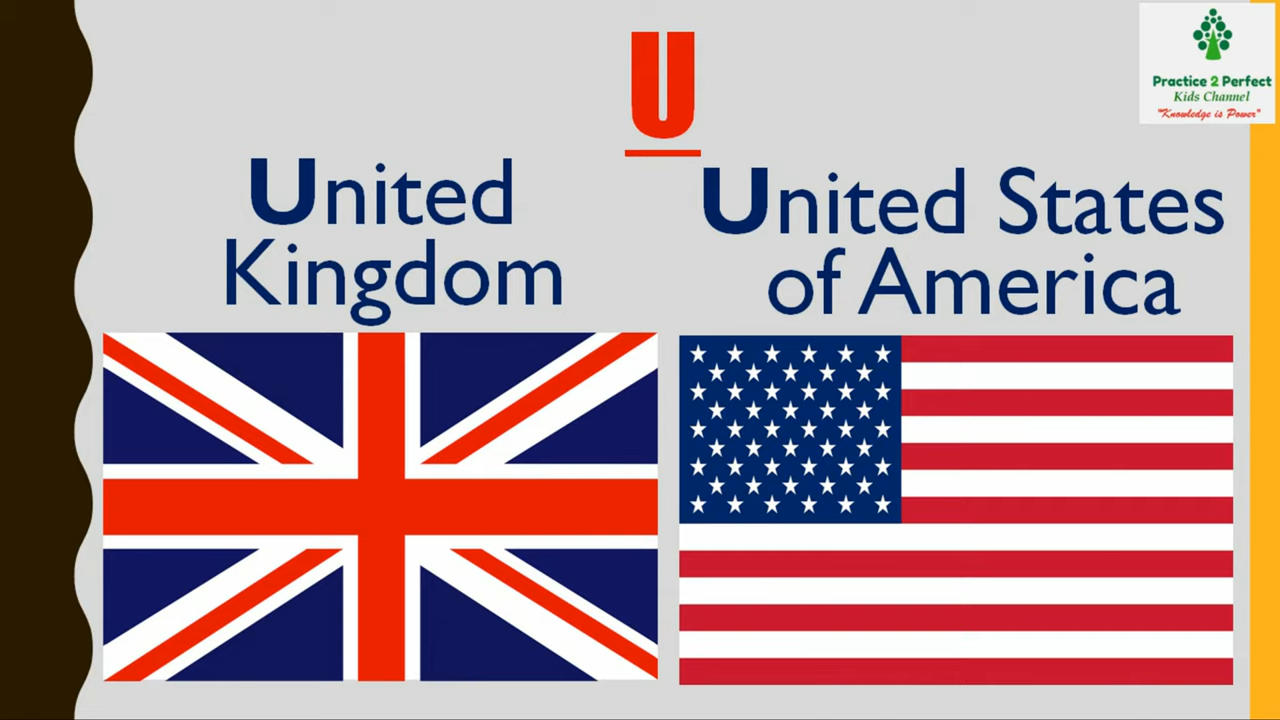 U
United
Kingdom
United States
of America
Practice 2 Perfect
Kids Channel
"Knowledge is Power"